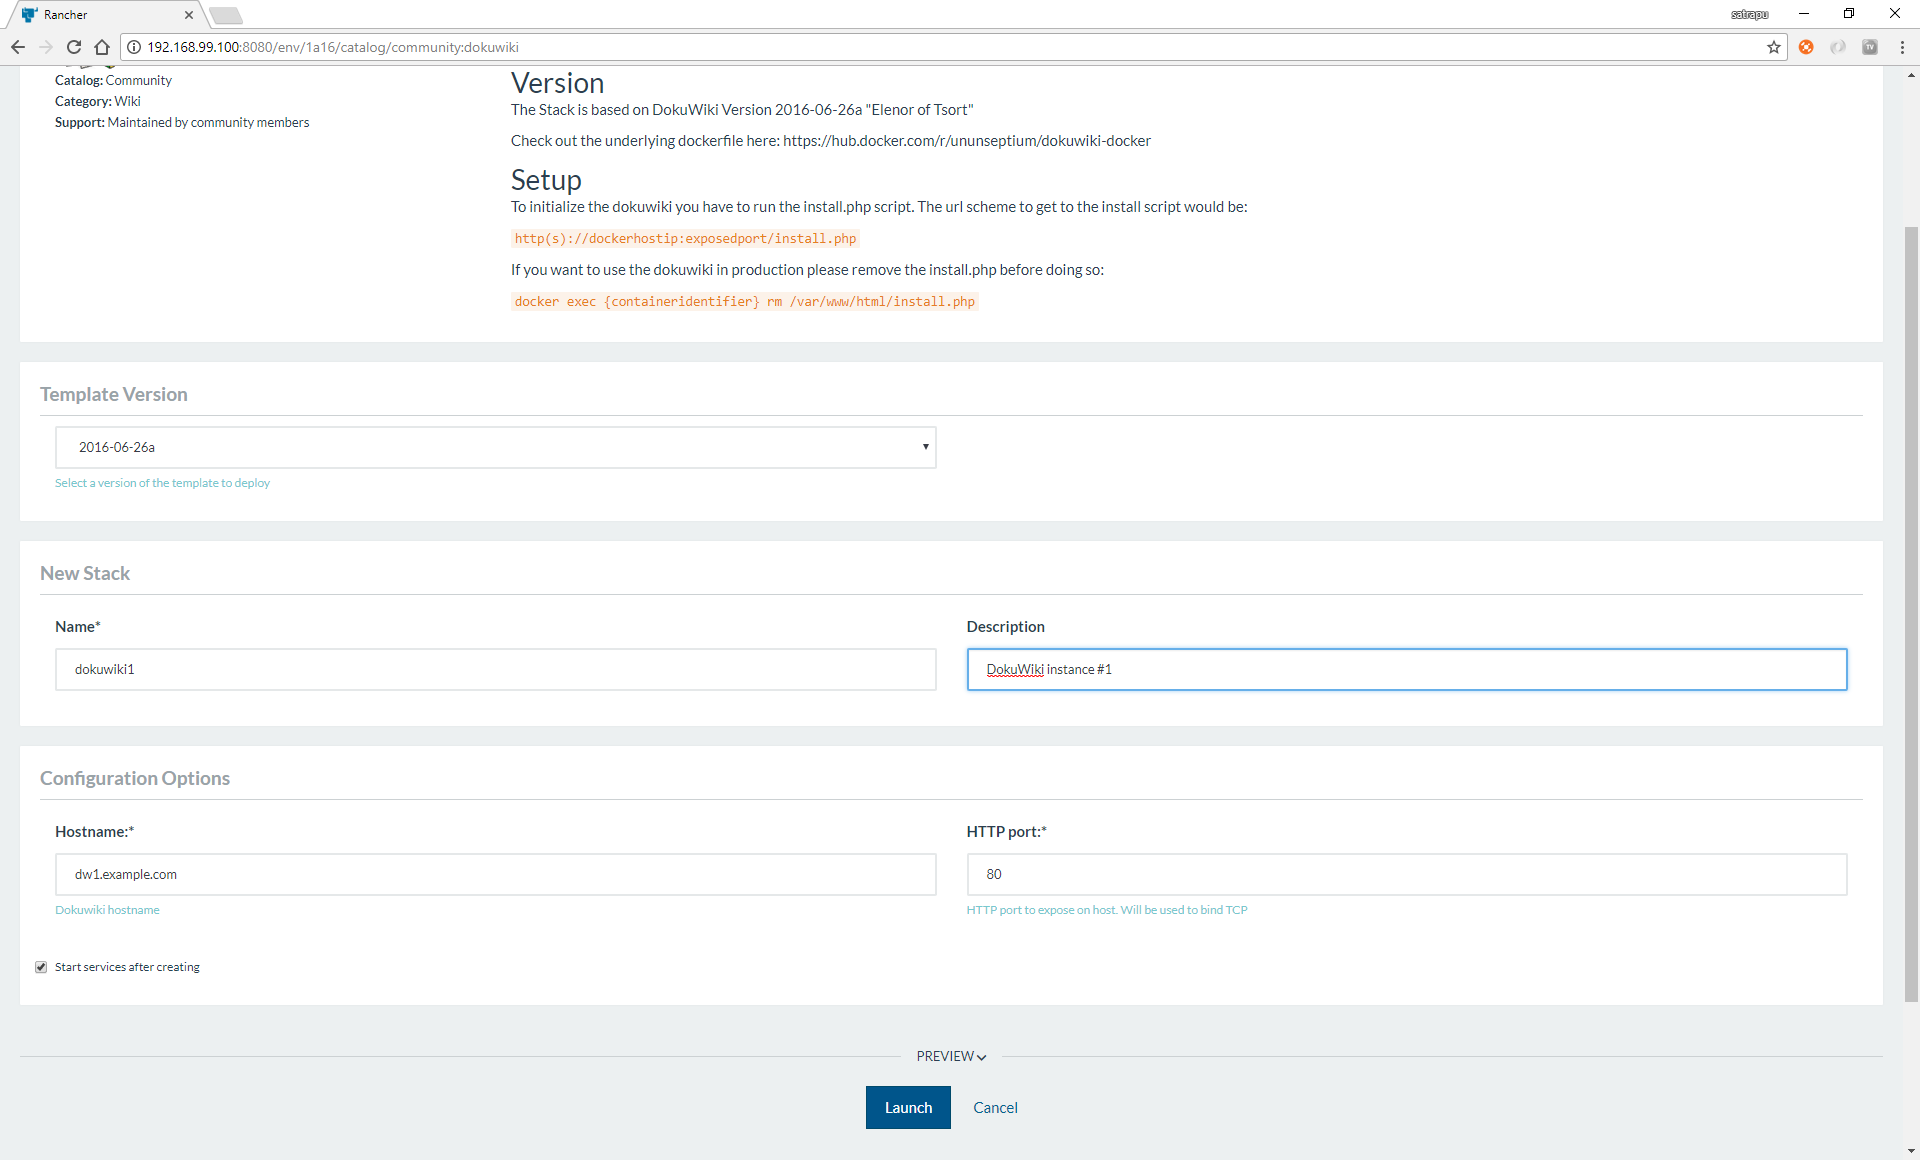 Rancher
satrapu
192.168.99.100:8080/env/1a16/catalog/community:dokuwiki
TV
Catalog: Community
Category: Wiki
Support: Maintained by community members
Version
The Stack is based on DokuWiki Version 2016-06-26a "Elenor of Tsort"
Check out the underlying dockerfile here: https://hub.docker.com/r/ununseptium/dokuwiki-docker
Setup
To initialize the dokuwiki you have to run the install.php script. The url scheme to get to the install script would be:
http(s)://dockerhostip:exposedport/install.php
If you want to use the dokuwiki in production please remove the install.php before doing so:
docker exec {containeridentifier} rm /var/www/html/install.php
Template Version
2016-06-26a
Select a version of the template to deploy
New Stack
Name*
Description
dokuwiki1
DokuWiki instance #1
Configuration Options
Hostname:*
HTTP port:*
dw1.example.com
80
Dokuwiki hostname
HTTP port to expose on host. Will be used to bind TCP
Start services after creating
PREVIEW
Launch
Cancel